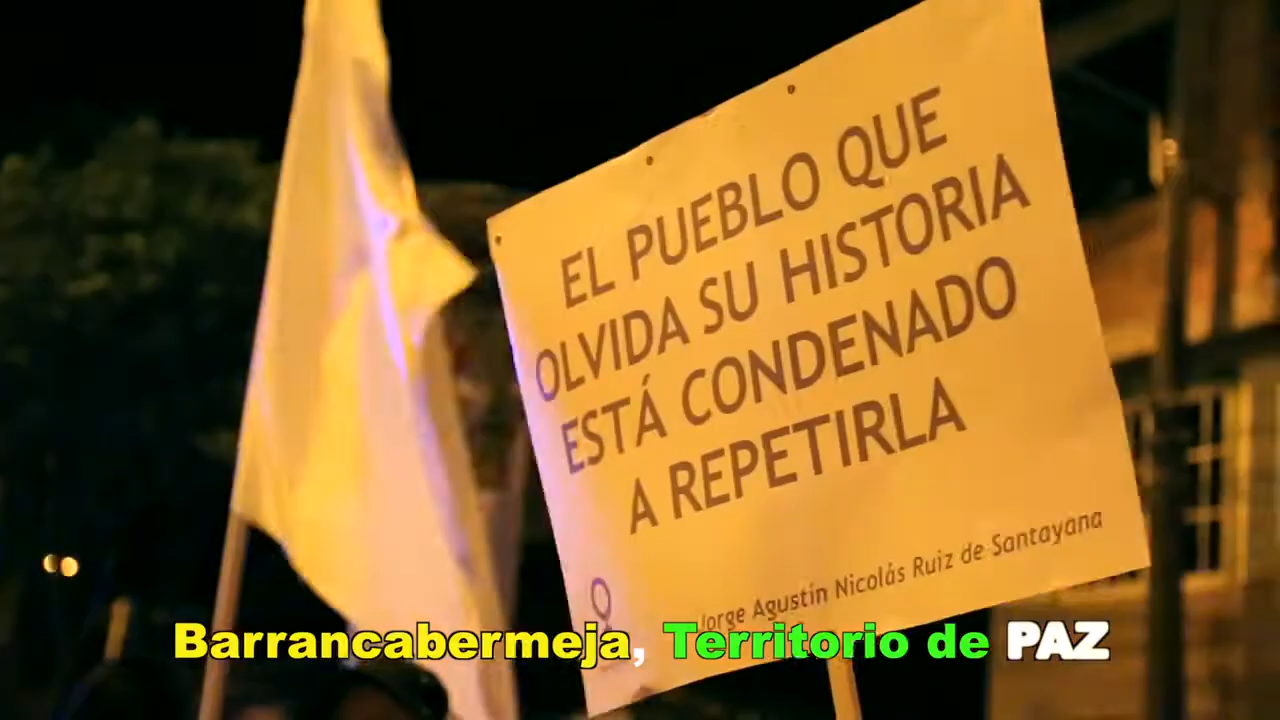 EL PUEBLO QUE
OLVIDA SU HISTORIA
ESTÁ CONDENADO
A REPETIRLA
Jorge Agustín Nicolás Ruiz de Santayana
Barrancabermeja, Territorio de PAZ